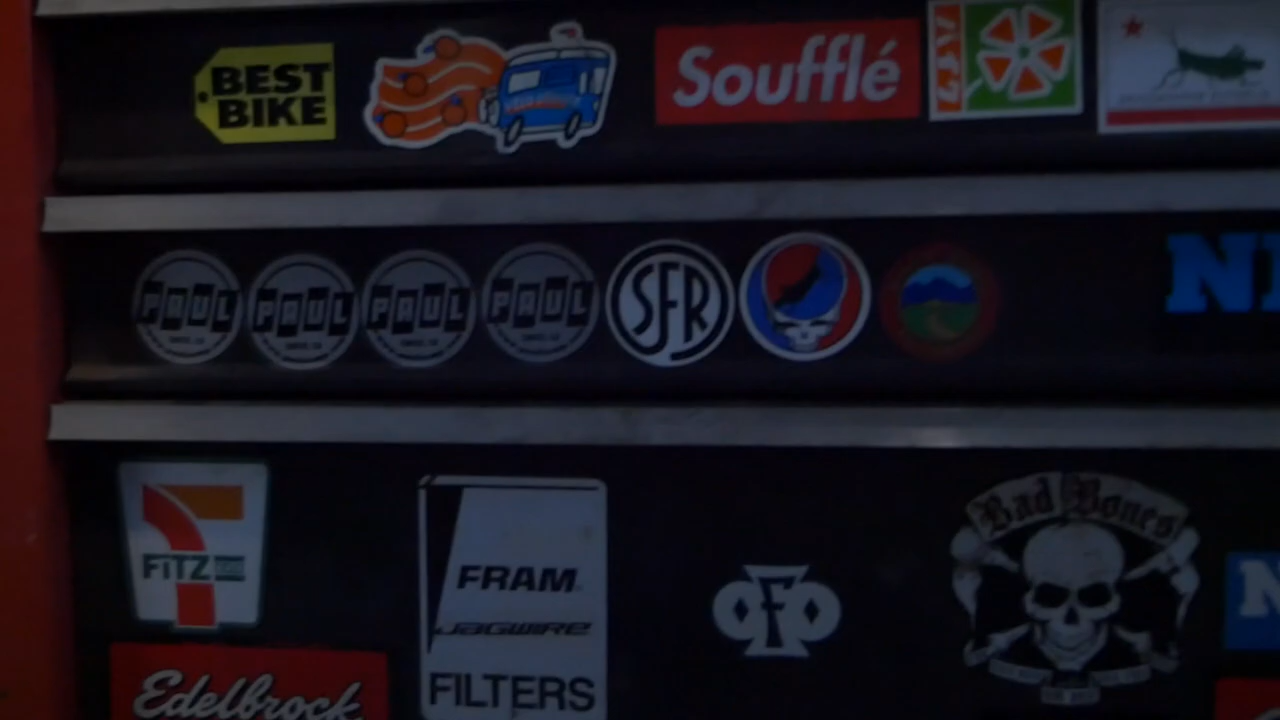 BEST
BIKE
Soufflé
PAUL
PAUL
PAUL
PAUL
SFR
FiTZ
FRAM
JAGWIRE
FILTERS
Bad Bones
Edelbrock